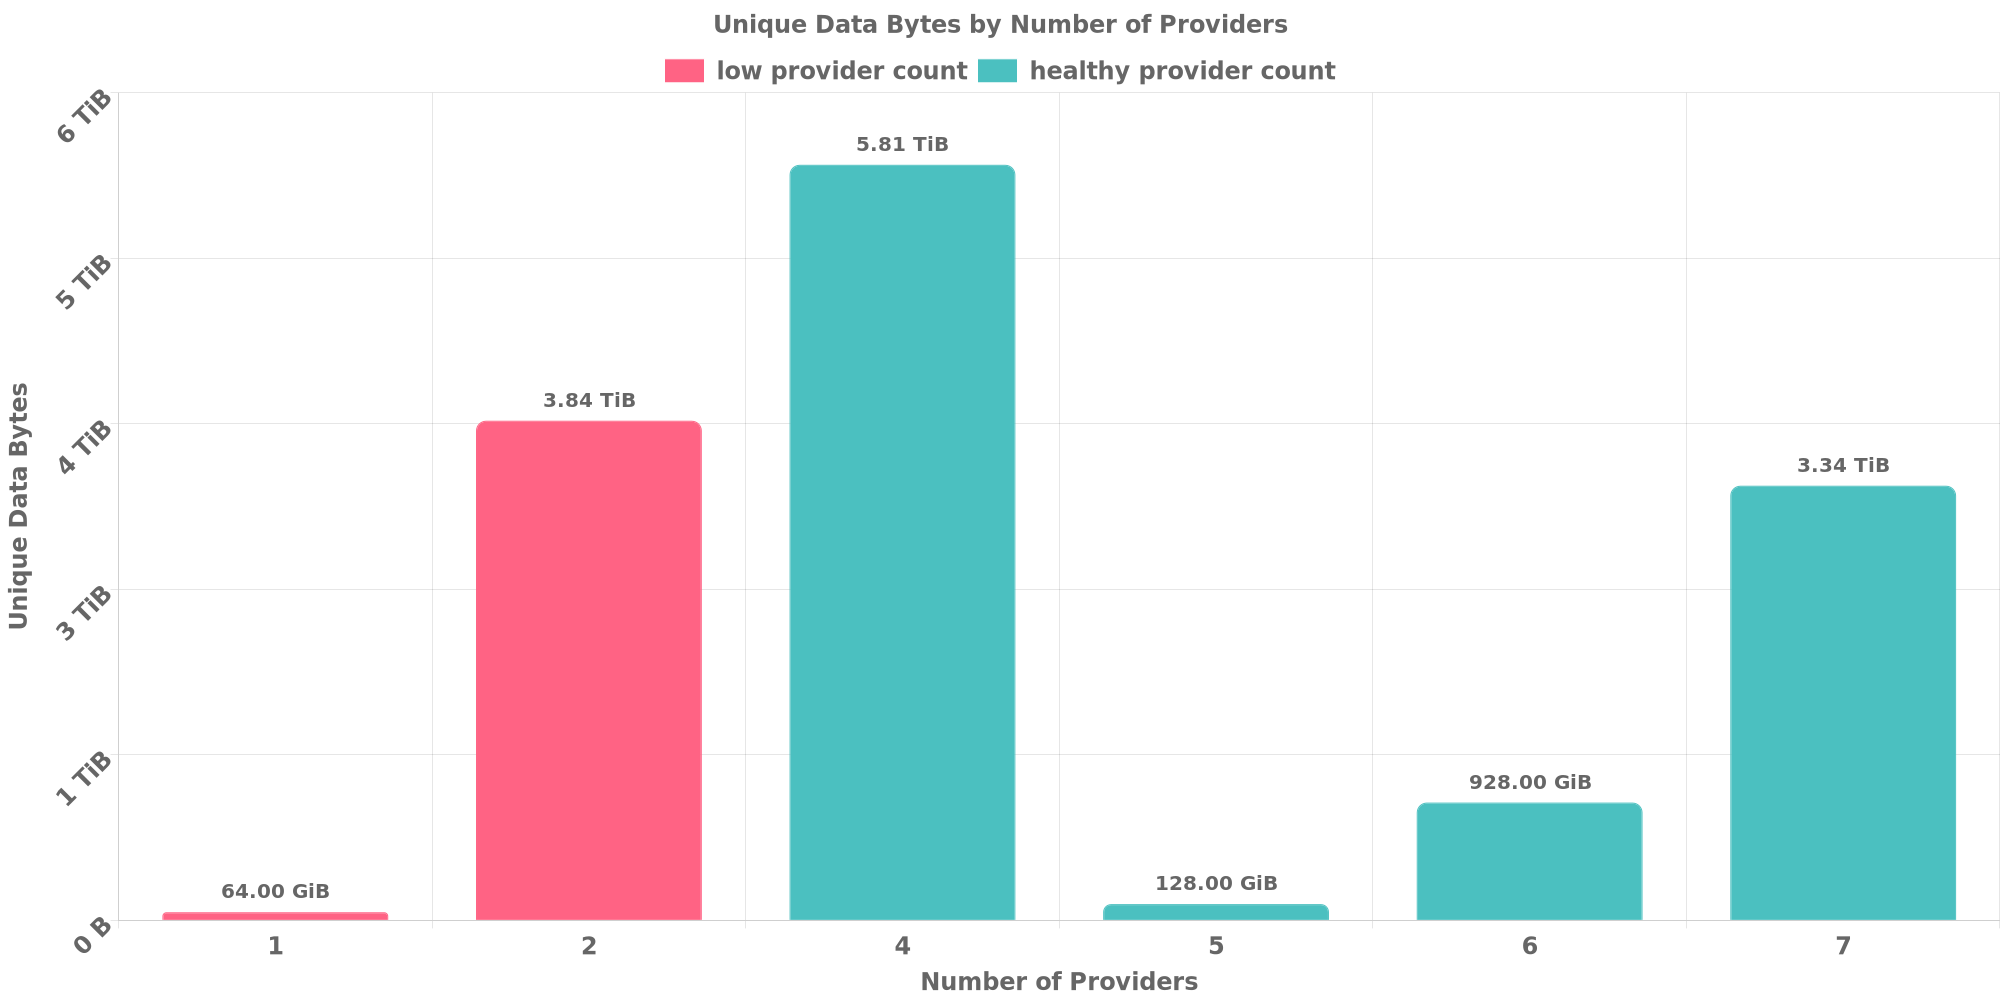 Unique Data Bytes by Number of Providers
low provider count healthy provider count
6 TiB
5 TiB
4 TiB
3 TiB
1 TiB
0 B
Unique Data Bytes
64.00 GiB
3.84 TiB
5.81 TiB
128.00 GiB
928.00 GiB
3.34 TiB
1 2 4 5 6 7
Number of Providers